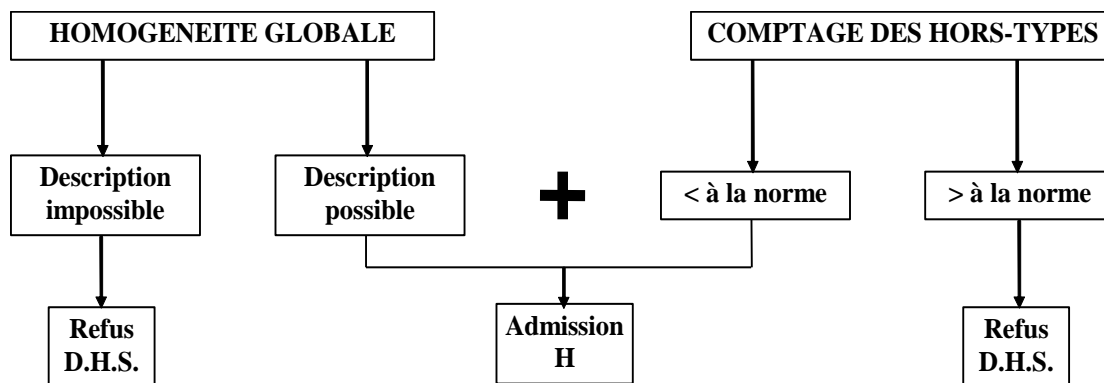 HOMOGENEITE GLOBALE
COMPTAGE DES HORS-TYPES
Description
impossible
Description
possible
+
< à la norme
> à la norme
Refus
D.H.S.
Admission
H
Refus
D.H.S.